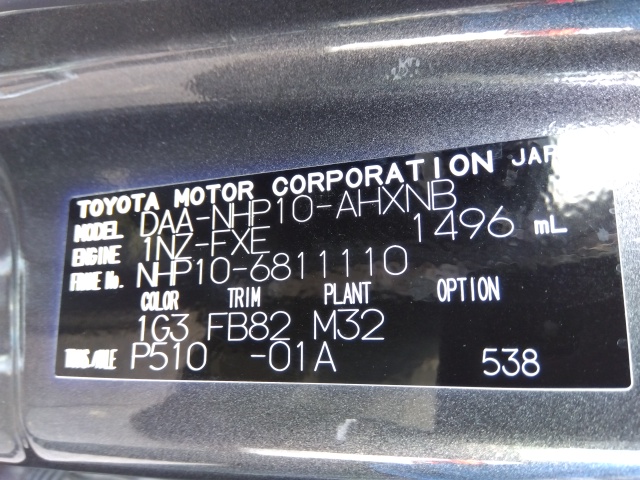 TOYOTA MOTOR CORPORATION JAP
MODEL DAA-NHP10-AHXNB
ENGINE 1NZ-FXE 1496 mL
FRAME No. NHP10-6811110
COLOR TRIM PLANT OPTION
1G3 FB82 M32
TRANS./AXLE P510 -01A 538